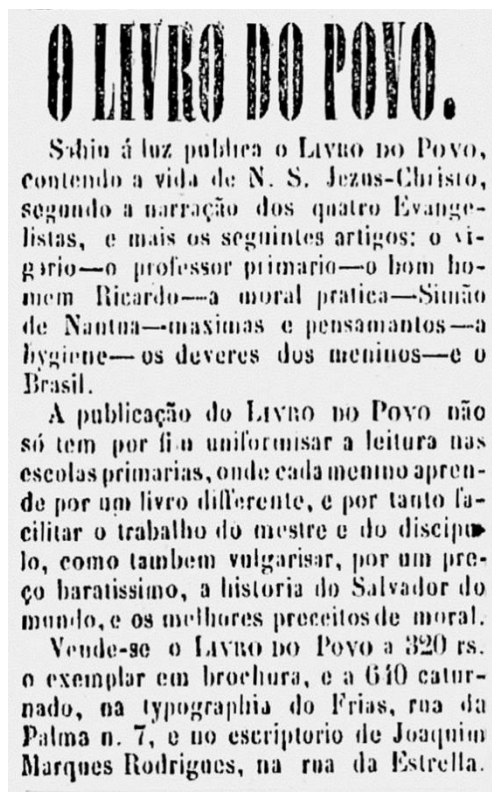 O LIVRO DO POVO.
Sahiu á luz publica o LIVRO DO POVO,
contendo a vida de N. S. Jezus-Christo,
segundo a narração dos quatro Evange-
listas, e mais os seguintes artigos: o vi-
gario—o professor primario—o bom ho-
mem Ricardo—a moral pratica—Simão
de Nantua—maximas e pensamantos—a
hygiene—os deveres dos meninos—e o
Brasil.
A publicação do LIVRO DO POVO não
só tem por fim uniformisar a leitura nas
escolas primarias, onde cada menino apren-
de por um livro differente, e por tanto fa-
cilitar o trabalho do mestre e do discipu-
lo, como tambem vulgarisar, por um pre-
ço baratissimo, a historia do Salvador do
mundo, e os melhores preceitos de moral.
Vende-se o LIVRO DO POVO a 320 rs.
o exemplar em brochura, e a 640 catur-
nado, na typographia do Frias, rua da
Palma n. 7, e no escriptorio de Joaquim
Marques Rodrigues, na rua da Estrella.